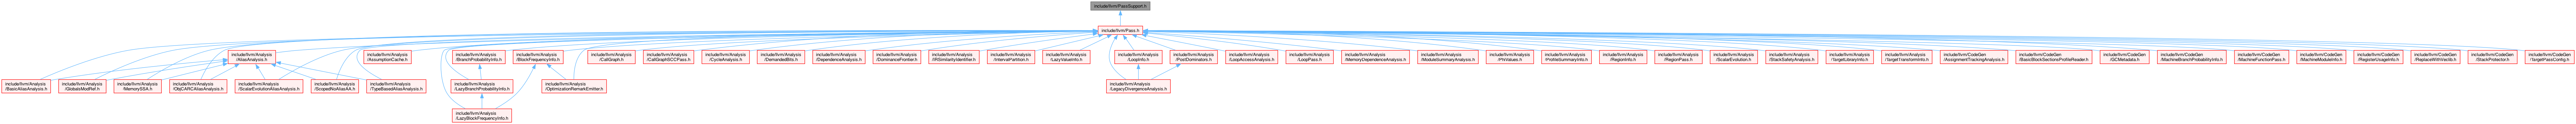 include/llvm/PassSupport.h
include/llvm/Pass.h
include/llvm/Analysis
/AliasAnalysis.h
include/llvm/Analysis
/AssumptionCache.h
include/llvm/Analysis
/BranchProbabilityInfo.h
include/llvm/Analysis
/BlockFrequencyInfo.h
include/llvm/Analysis
/CallGraph.h
include/llvm/Analysis
/CallGraphSCCPass.h
include/llvm/Analysis
/CycleAnalysis.h
include/llvm/Analysis
/DemandedBits.h
include/llvm/Analysis
/DependenceAnalysis.h
include/llvm/Analysis
/DominanceFrontier.h
include/llvm/Analysis
/IRSimilarityIdentifier.h
include/llvm/Analysis
/IntervalPartition.h
include/llvm/Analysis
/LazyValueInfo.h
include/llvm/Analysis
/LoopInfo.h
include/llvm/Analysis
/PostDominators.h
include/llvm/Analysis
/LoopAccessAnalysis.h
include/llvm/Analysis
/LoopPass.h
include/llvm/Analysis
/MemoryDependenceAnalysis.h
include/llvm/Analysis
/ModuleSummaryAnalysis.h
include/llvm/Analysis
/PhiValues.h
include/llvm/Analysis
/ProfileSummaryInfo.h
include/llvm/Analysis
/RegionInfo.h
include/llvm/Analysis
/RegionPass.h
include/llvm/Analysis
/ScalarEvolution.h
include/llvm/Analysis
/StackSafetyAnalysis.h
include/llvm/Analysis
/TargetLibraryInfo.h
include/llvm/Analysis
/TargetTransformInfo.h
include/llvm/CodeGen
/AssignmentTrackingAnalysis.h
include/llvm/CodeGen
/BasicBlockSectionsProfileReader.h
include/llvm/CodeGen
/GCMetadata.h
include/llvm/CodeGen
/MachineBranchProbabilityInfo.h
include/llvm/CodeGen
/MachineFunctionPass.h
include/llvm/CodeGen
/MachineModuleInfo.h
include/llvm/CodeGen
/RegisterUsageInfo.h
include/llvm/CodeGen
/ReplaceWithVeclib.h
include/llvm/CodeGen
/StackProtector.h
include/llvm/CodeGen
/TargetPassConfig.h
include/llvm/Analysis
/BasicAliasAnalysis.h
include/llvm/Analysis
/GlobalsModRef.h
include/llvm/Analysis
/MemorySSA.h
include/llvm/Analysis
/ObjCARCAliasAnalysis.h
include/llvm/Analysis
/ScalarEvolutionAliasAnalysis.h
include/llvm/Analysis
/ScopedNoAliasAA.h
include/llvm/Analysis
/TypeBasedAliasAnalysis.h
include/llvm/Analysis
/LazyBranchProbabilityInfo.h
include/llvm/Analysis
/OptimizationRemarkEmitter.h
include/llvm/Analysis
/LegacyDivergenceAnalysis.h
include/llvm/Analysis
/LazyBlockFrequencyInfo.h